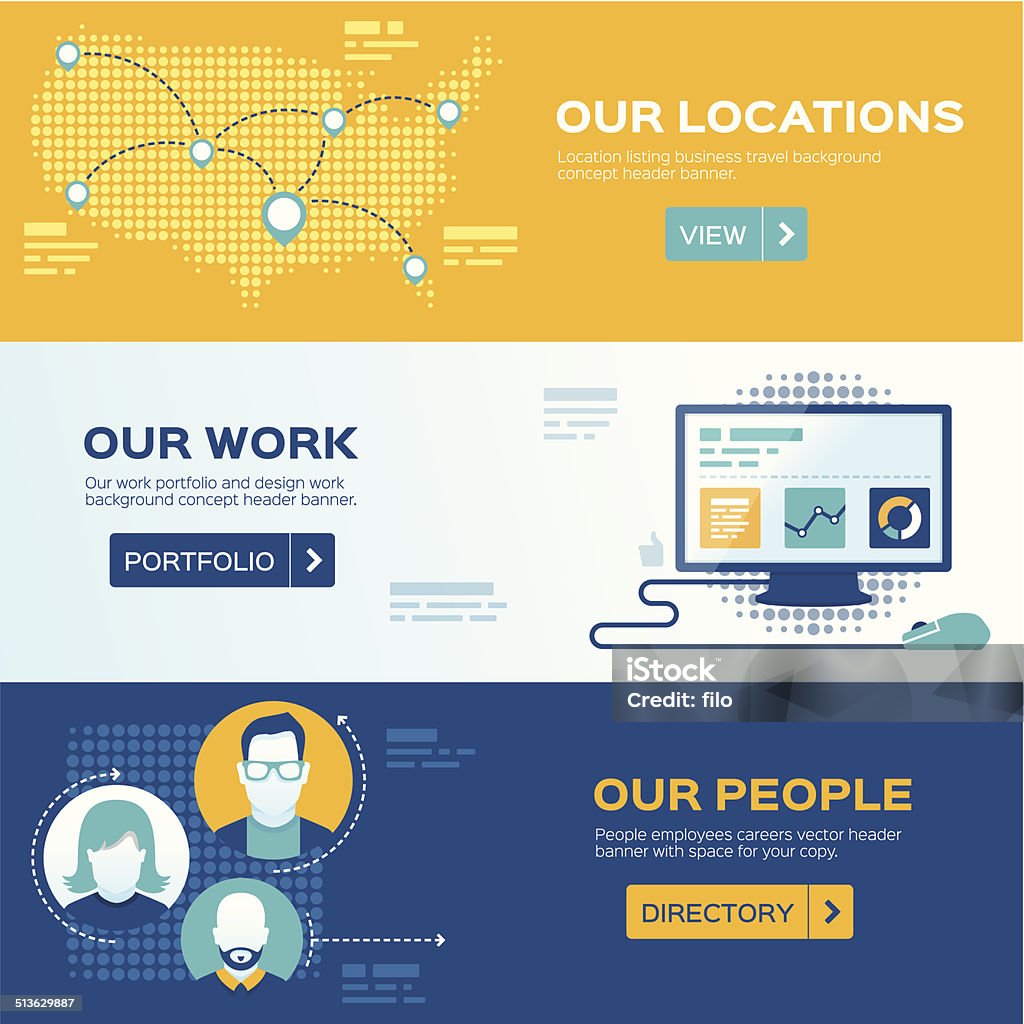 OUR LOCATIONS
Location listing business travel background
concept header banner.
VIEW
OUR WORK
Our work portfolio and design work
background concept header banner.
PORTFOLIO
iStock™
Credit: filo
OUR PEOPLE
People employees careers vector header
banner with space for your copy.
DIRECTORY
513629887